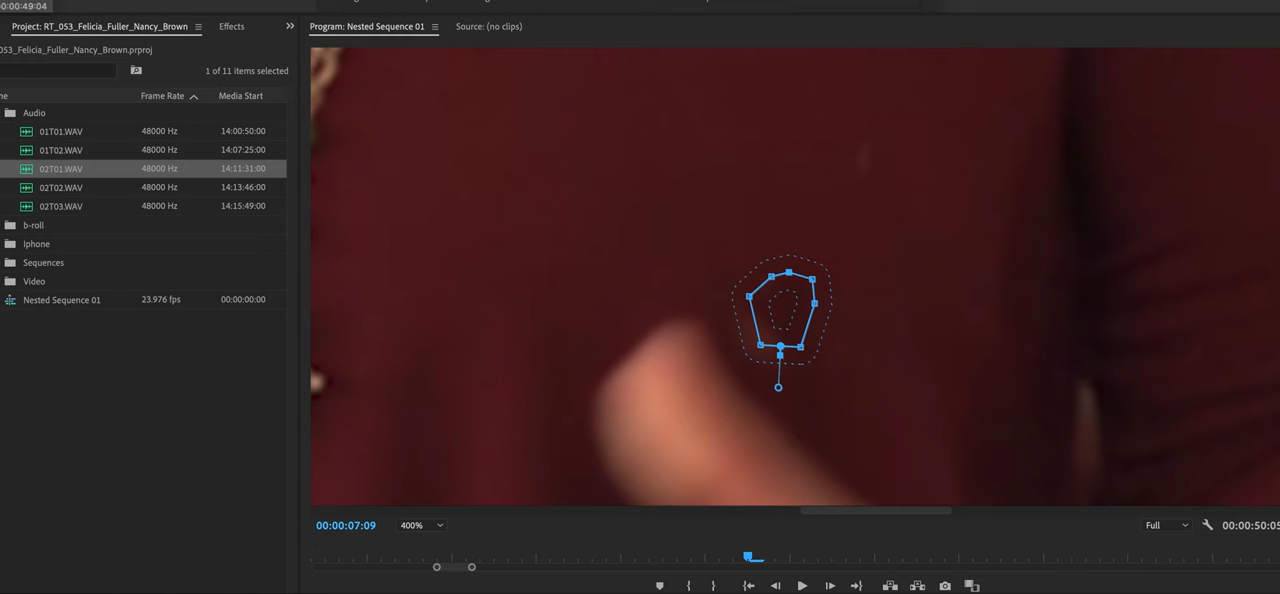 00:00:49:04
Project: RT_053_Felicia_Fuller_Nancy_Brown
Effects
Program: Nested Sequence 01
Source: (no clips)
053_Felicia_Fuller_Nancy_Brown.prproj
1 of 11 items selected
me Frame Rate Media Start
Audio
01T01.WAV 48000 Hz 14:00:50:00
01T02.WAV 48000 Hz 14:07:25:00
02T01.WAV 48000 Hz 14:11:31:00
02T02.WAV 48000 Hz 14:13:46:00
02T03.WAV 48000 Hz 14:15:49:00
b-roll
Iphone
Sequences
Video
Nested Sequence 01 23.976 fps 00:00:00:00
00:00:07:09 400% Full 00:00:50:05